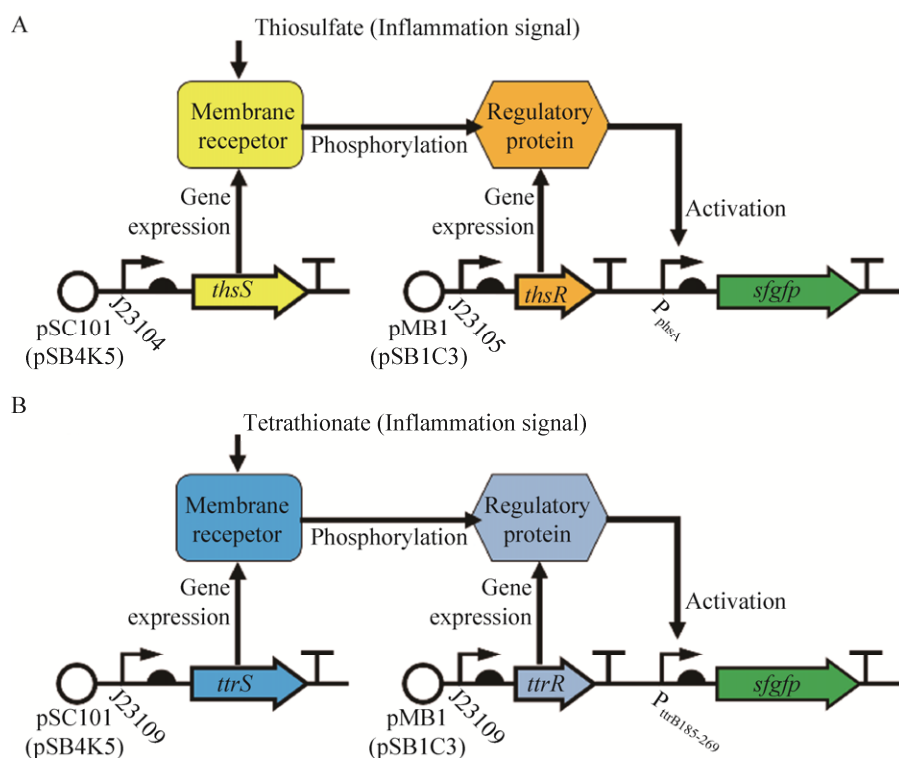 A
Thiosulfate (Inflammation signal)
Membrane
recepetor
Phosphorylation
Regulatory
protein
Gene
expression
Gene
expression
Activation
thsS
thsR
sfgfp
J23104
J23105
PphsA
pSC101
(pSB4K5)
pMB1
(pSB1C3)
B
Tetrathionate (Inflammation signal)
Membrane
recepetor
Phosphorylation
Regulatory
protein
Gene
expression
Gene
expression
Activation
ttrS
ttrR
sfgfp
J23109
J23109
PttrB185-269
pSC101
(pSB4K5)
pMB1
(pSB1C3)